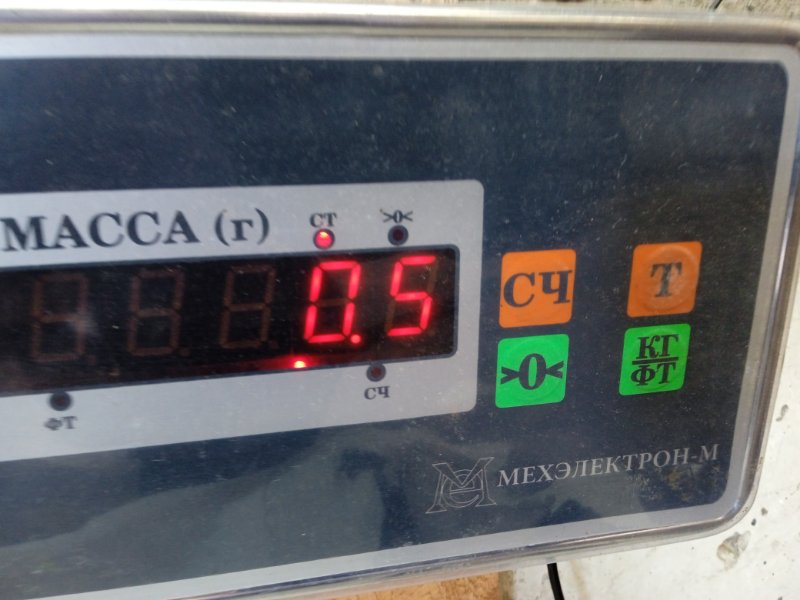 МАССА (г)
СТ
>0<
0.5
ФТ
СЧ
СЧ
Т
>0<
КГ
ФТ
МЕХЭЛЕКТРОН-М